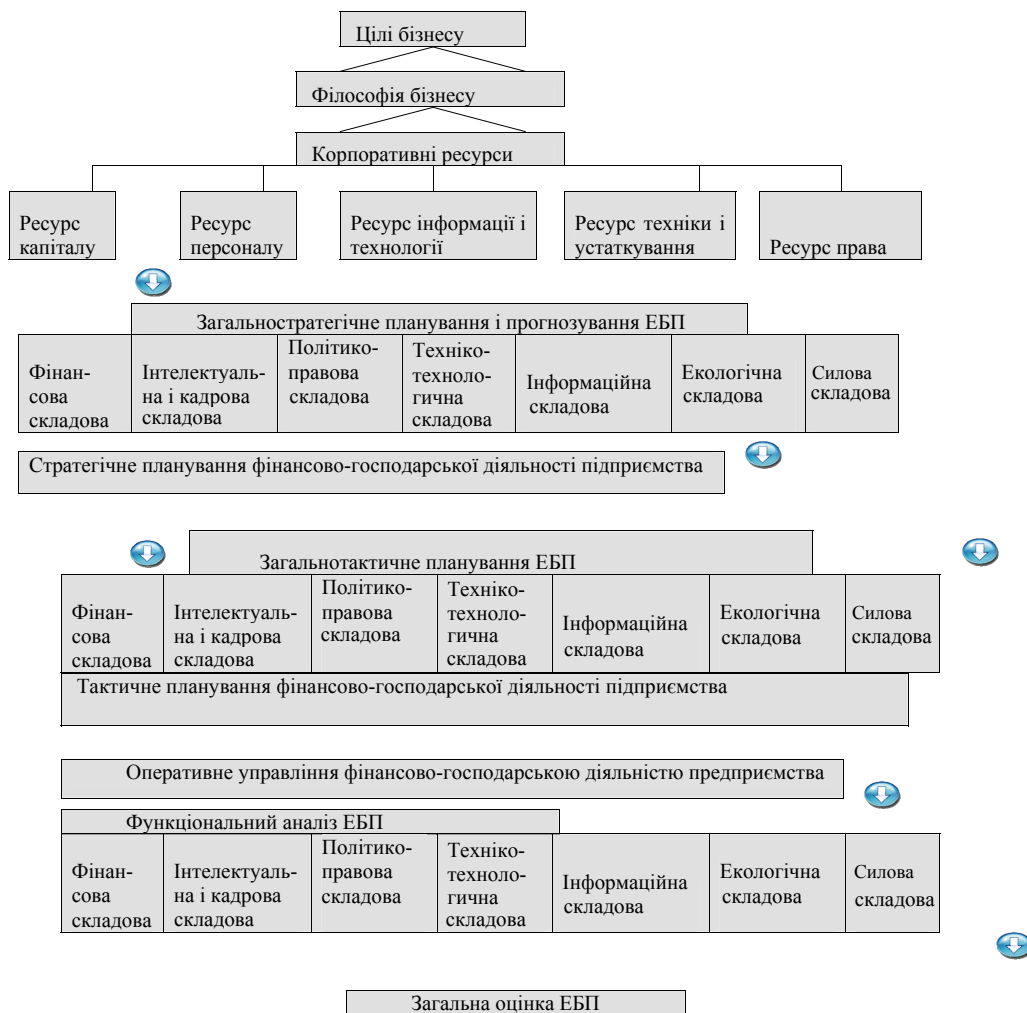 Цілі бізнесу
Філософія бізнесу
Корпоративні ресурси
Ресурс
капіталу
Ресурс
персоналу
Ресурс інформації і
технології
Ресурс техніки і
устаткування
Ресурс права
Загальностратегічне планування і прогнозування ЕБП
Фінан-
сова
складова
Інтелектуаль-
на і кадрова
складова
Політико-
правова
складова
Техніко-
техноло-
гічна
складова
Інформаційна
складова
Екологічна
складова
Силова
складова
Стратегічне планування фінансово-господарської діяльності підприємства
Загальнотактичне планування ЕБП
Фінан-
сова
складова
Інтелектуаль-
на і кадрова
складова
Політико-
правова
складова
Техніко-
техноло-
гічна
складова
Інформаційна
складова
Екологічна
складова
Силова
складова
Тактичне планування фінансово-господарської діяльності підприємства
Оперативне управління фінансово-господарською діяльністю предприємства
Функціональний аналіз ЕБП
Фінан-
сова
складова
Інтелектуаль-
на і кадрова
складова
Політико-
правова
складова
Техніко-
техноло-
гічна
складова
Інформаційна
складова
Екологічна
складова
Силова
складова
Загальна оцінка ЕБП